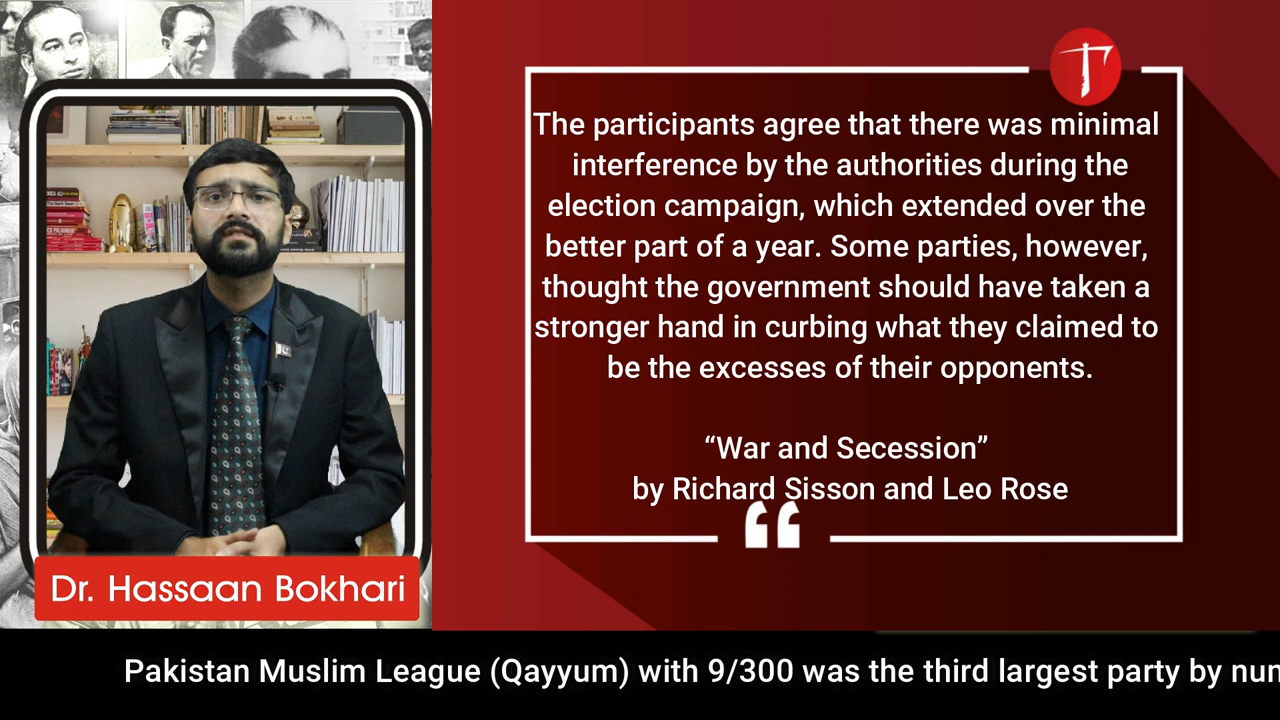 The participants agree that there was minimal
interference by the authorities during the
election campaign, which extended over the
better part of a year. Some parties, however,
thought the government should have taken a
stronger hand in curbing what they claimed to
be the excesses of their opponents.
“War and Secession”
by Richard Sisson and Leo Rose
Dr. Hassaan Bokhari
Pakistan Muslim League (Qayyum) with 9/300 was the third largest party by